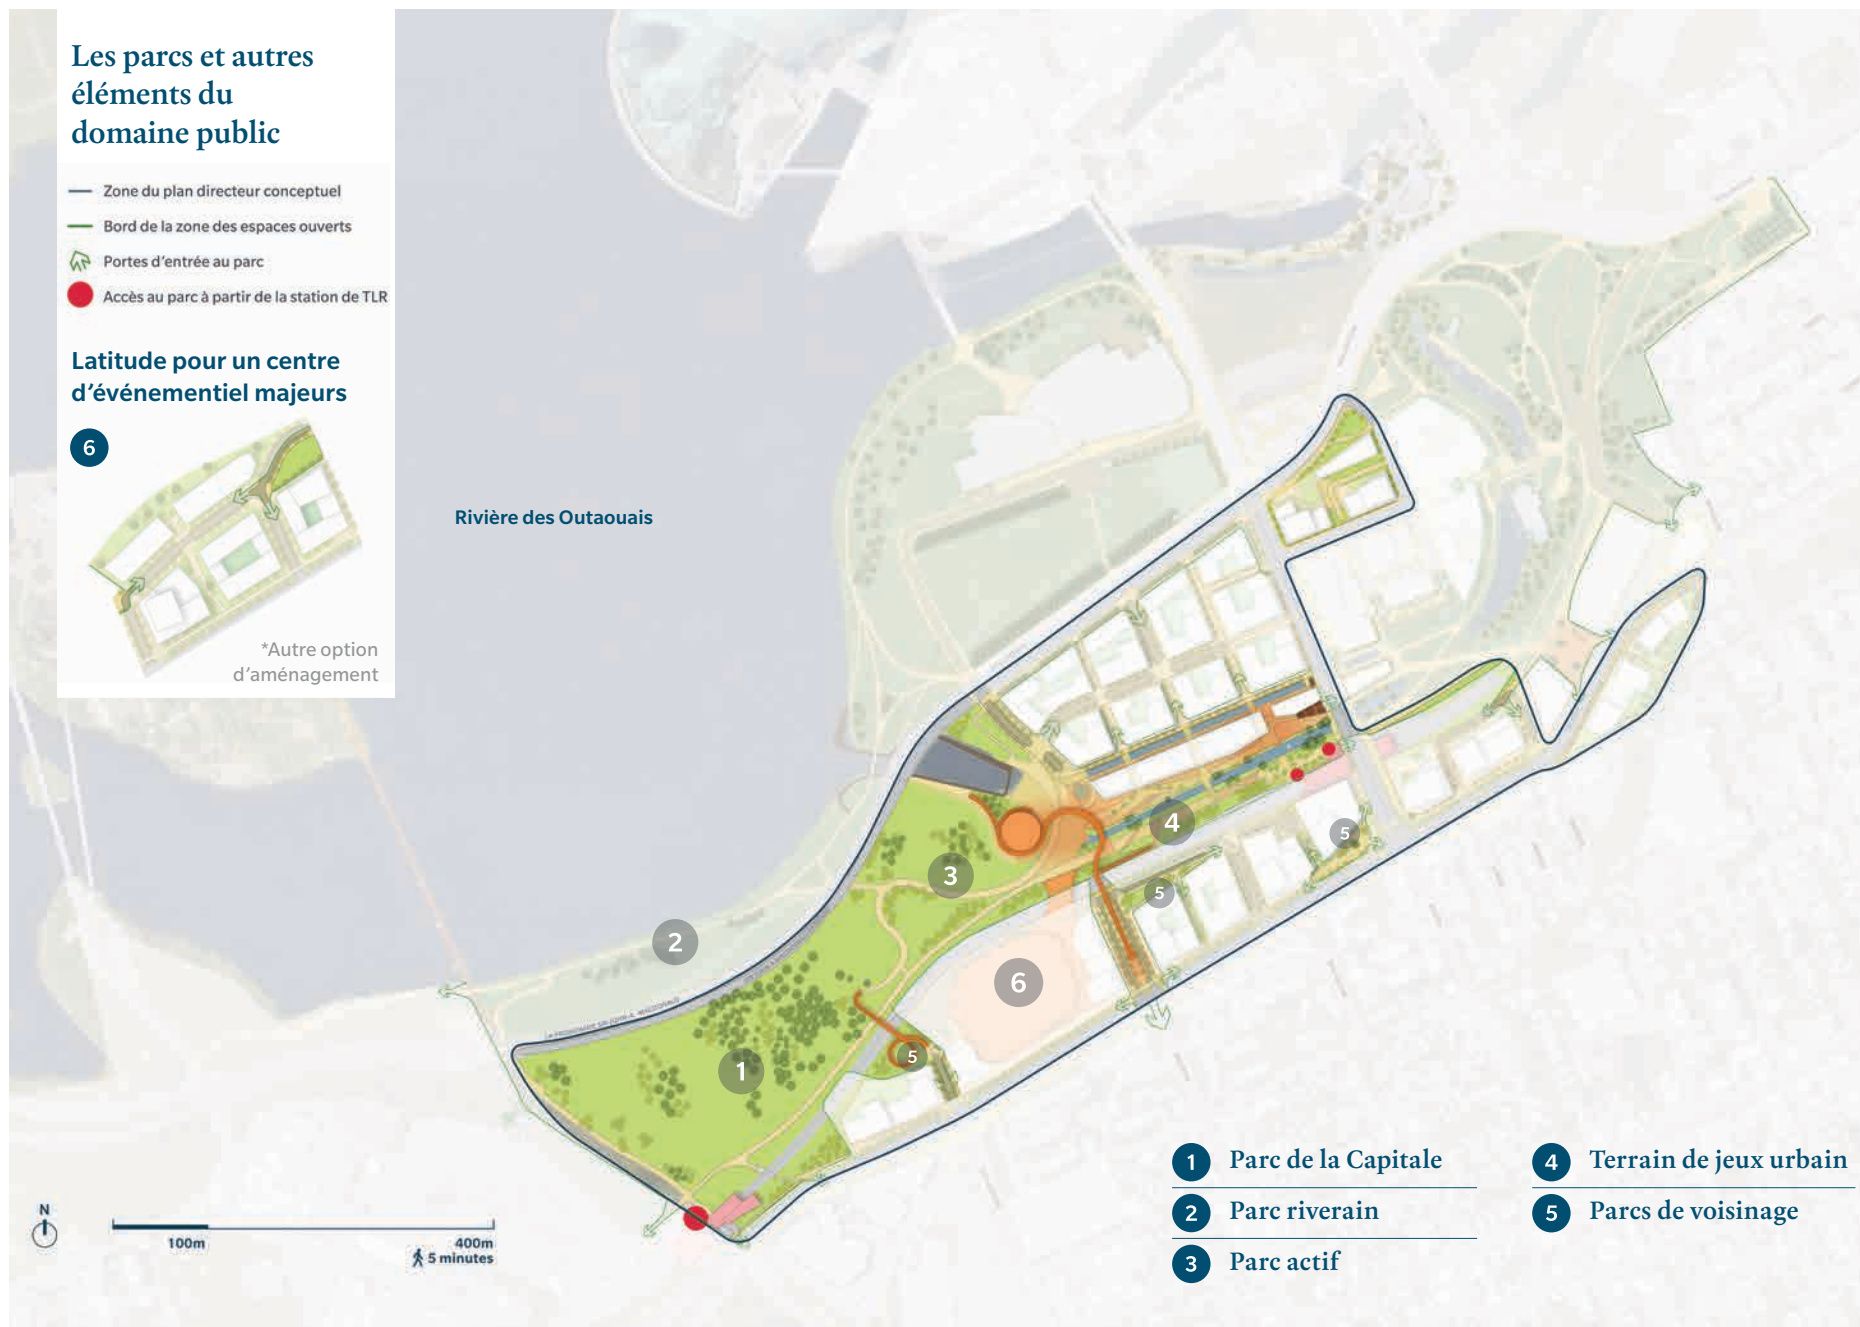 Les parcs et autres
éléments du
domaine public
Zone du plan directeur conceptuel
Bord de la zone des espaces ouverts
Portes d'entrée au parc
Accès au parc à partir de la station de TLR
Latitude pour un centre
d'événementiel majeurs
6
*Autre option
d'aménagement
Rivière des Outaouais
4
5
3
5
2
6
5
1
N
100m
400m
5 minutes
1 Parc de la Capitale
2 Parc riverain
3 Parc actif
4 Terrain de jeux urbain
5 Parcs de voisinage